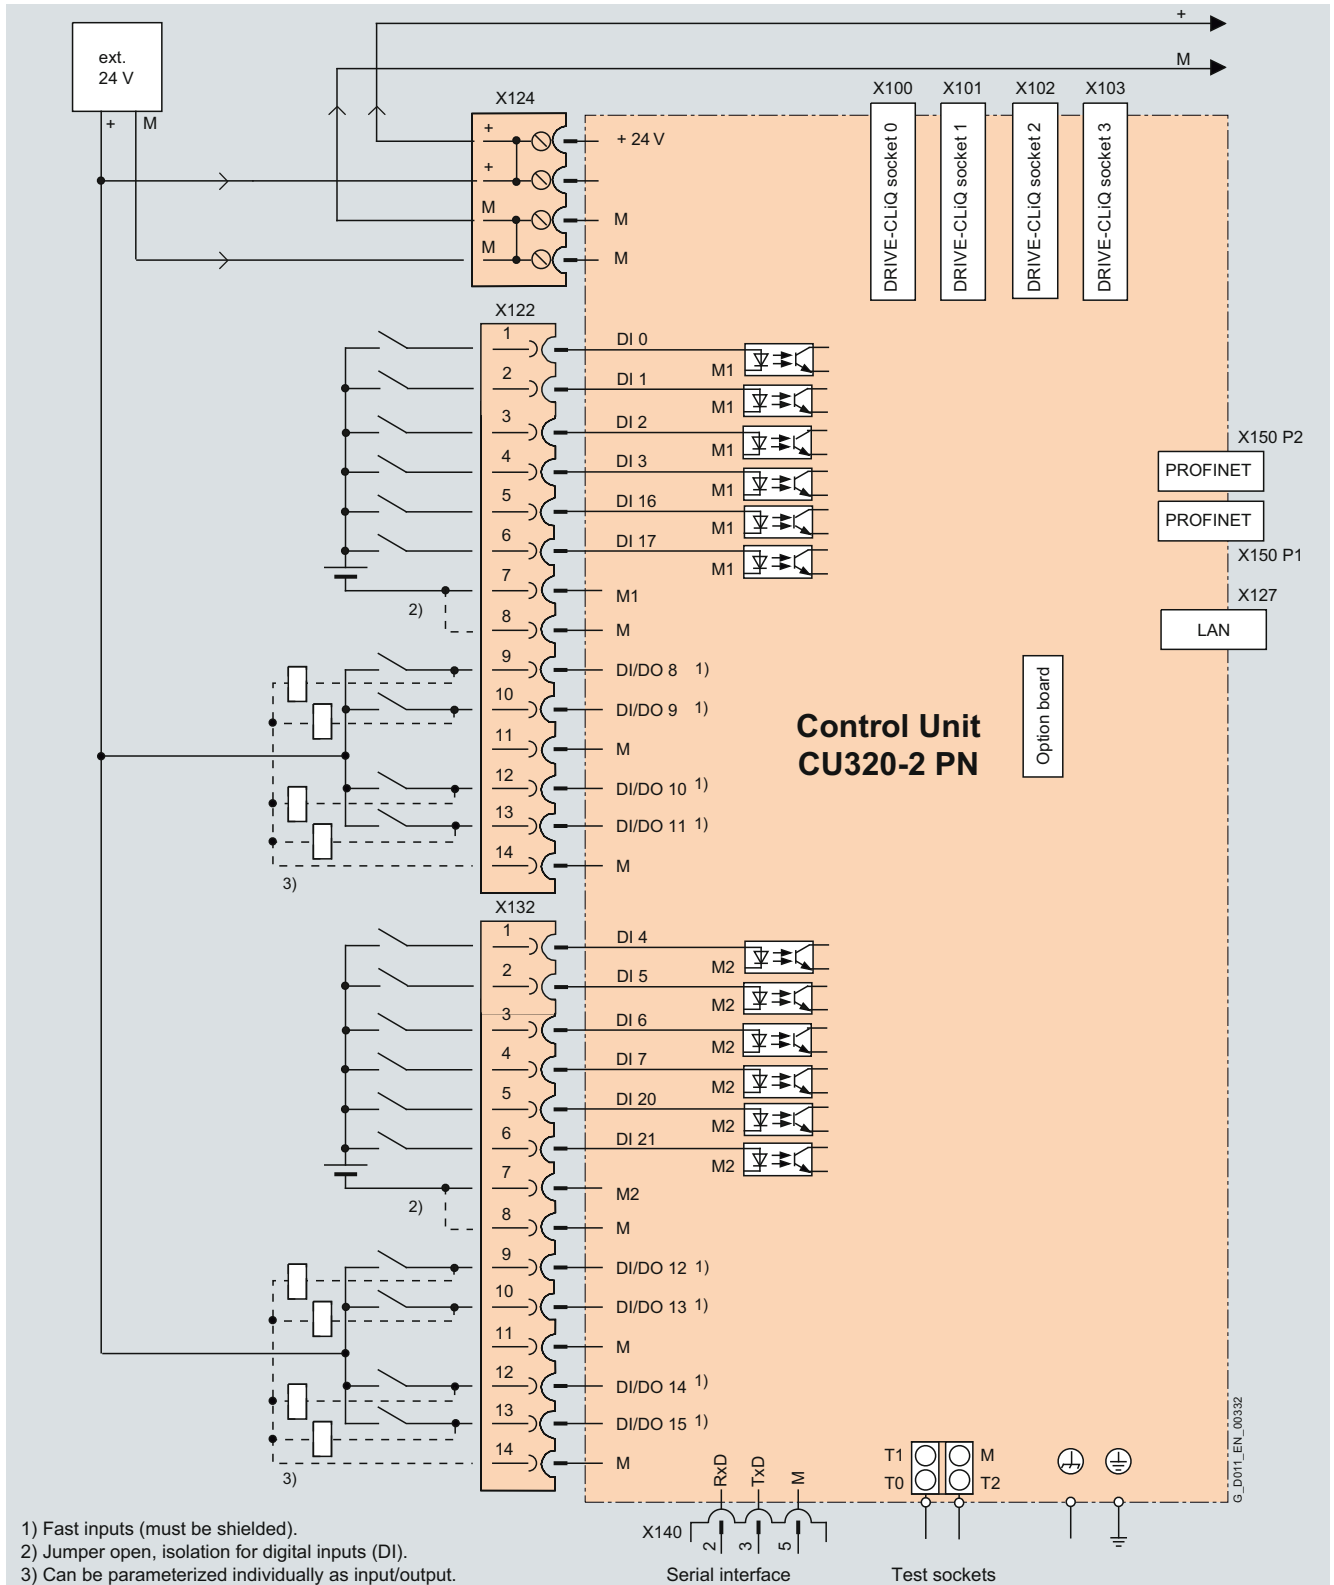 +
ext.
24 V
M
X100 X101 X102 X103
X124
+ M
+
+ 24 V
+
M
M
M
M
DRIVE-CLiQ socket 0
DRIVE-CLiQ socket 1
DRIVE-CLiQ socket 2
DRIVE-CLiQ socket 3
X122
1 DI 0
M1
2 DI 1
M1
3 DI 2
M1
4 DI 3
M1
5 DI 16
M1
6 DI 17
M1
7 M1
2)
8 M
9 DI/DO 8 1)
10 DI/DO 9 1)
11 M
12 DI/DO 10 1)
13 DI/DO 11 1)
14 M
3)
X150 P2
PROFINET
PROFINET
X150 P1
X127
LAN
Option board
Control Unit
CU320-2 PN
X132
1 DI 4
M2
2 DI 5
M2
3 DI 6
M2
4 DI 7
M2
5 DI 20
M2
6 DI 21
M2
7 M2
2)
8 M
9 DI/DO 12 1)
10 DI/DO 13 1)
11 M
12 DI/DO 14 1)
13 DI/DO 15 1)
14 M
3)
RxD TxD M
T1 M
T0 T2
G_D011_EN_00332
X140
2 3 5
Serial interface
Test sockets
1) Fast inputs (must be shielded).
2) Jumper open, isolation for digital inputs (DI).
3) Can be parameterized individually as input/output.